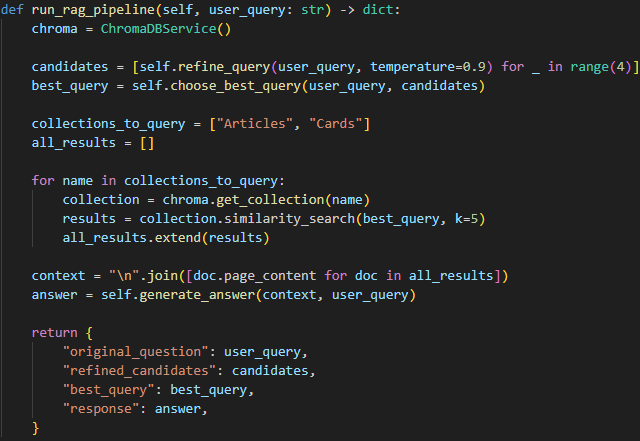 def run_rag_pipeline(self, user_query: str) -> dict:
    chroma = ChromaDBService()

    candidates = [self.refine_query(user_query, temperature=0.9) for _ in range(4)]
    best_query = self.choose_best_query(user_query, candidates)

    collections_to_query = ["Articles", "Cards"]
    all_results = []

    for name in collections_to_query:
        collection = chroma.get_collection(name)
        results = collection.similarity_search(best_query, k=5)
        all_results.extend(results)

    context = "\n".join([doc.page_content for doc in all_results])
    answer = self.generate_answer(context, user_query)

    return {
        "original_question": user_query,
        "refined_candidates": candidates,
        "best_query": best_query,
        "response": answer,
    }